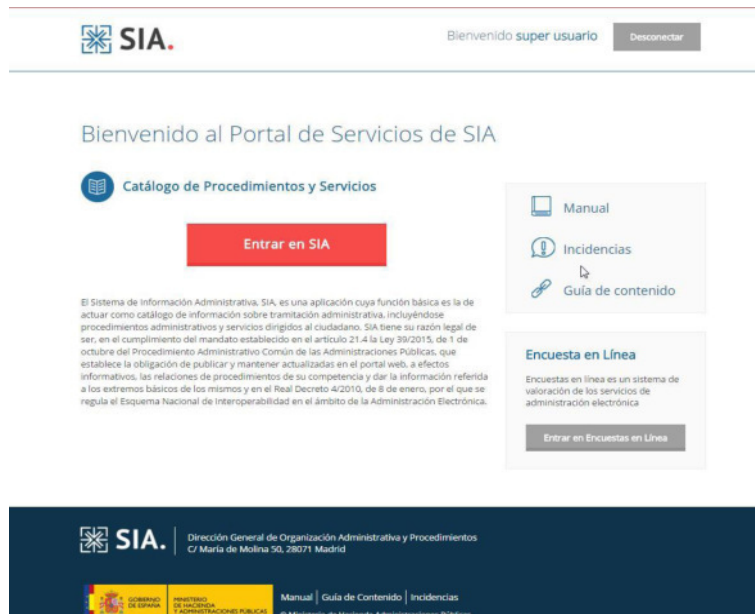 SIA.
Bienvenido super usuario
Desconectar
Bienvenido al Portal de Servicios de SIA
Catálogo de Procedimientos y Servicios
Entrar en SIA
El Sistema de Información Administrativa, SIA, es una aplicación cuya función básica es la de
actuar como catálogo de información sobre tramitación administrativa, incluyéndose
procedimientos administrativos y servicios dirigidos al ciudadano. SIA tiene su razón legal de
ser, en el cumplimiento del mandato establecido en el artículo 21.4 la Ley 39/2015, de 1 de
octubre del Procedimiento Administrativo Común de las Administraciones Públicas, que
establece la obligación de publicar y mantener actualizadas en el portal web, a efectos
informativos, las relaciones de procedimientos de su competencia y dar la información referida
a los extremos básicos de los mismos y en el Real Decreto 4/2010, de 8 de enero, por el que se
regula el Esquema Nacional de Interoperabilidad en el ámbito de la Administración Electrónica.
Manual
Incidencias
Guía de contenido
Encuesta en Línea
Encuestas en línea es un sistema de
valoración de los servicios de
administración electrónica
Entrar en Encuestas en Línea
SIA.
Dirección General de Organización Administrativa y Procedimientos
C/ María de Molina 50, 28071 Madrid
GOBIERNO
DE ESPAÑA
MINISTERIO
DE HACIENDA
Y ADMINISTRACIONES PÚBLICAS
Manual | Guía de Contenido | Incidencias
© Ministerio de Hacienda Administraciones Públicas